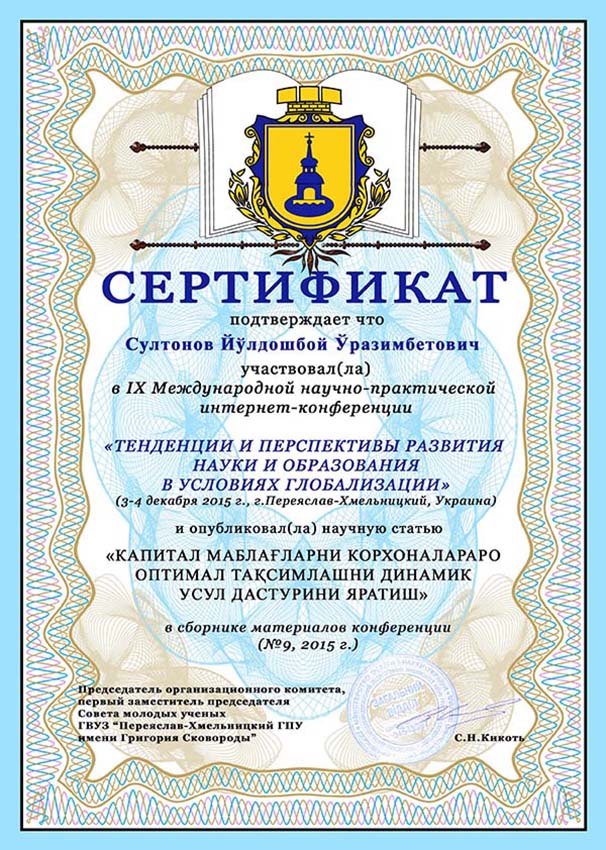 СЕРТИФИКАТ
подтверждает что
Султонов Йўлдошбой Ўразимбетович
участвовал(ла)
в IX Международной научно-практической
интернет-конференции
«ТЕНДЕНЦИИ И ПЕРСПЕКТИВЫ РАЗВИТИЯ
НАУКИ И ОБРАЗОВАНИЯ
В УСЛОВИЯХ ГЛОБАЛИЗАЦИИ»
(3-4 декабря 2015 г., г.Переяслав-Хмельницкий, Украина)
и опубликовал(ла) научную статью
«КАПИТАЛ МАБЛАҒЛАРНИ КОРХОНАЛАРАРО
ОПТИМАЛ ТАҚСИМЛАШНИ ДИНАМИК
УСУЛ ДАСТУРИНИ ЯРАТИШ»
в сборнике материалов конференции
(№9, 2015 г.)
Председатель организационного комитета,
первый заместитель председателя
Совета молодых ученых
ГВУЗ “Переяслав-Хмельницкий ГПУ
имени Григория Сковороды”
С.Н.Кикоть
ЗАГАЛЬНИЙ
ВІДДІЛ